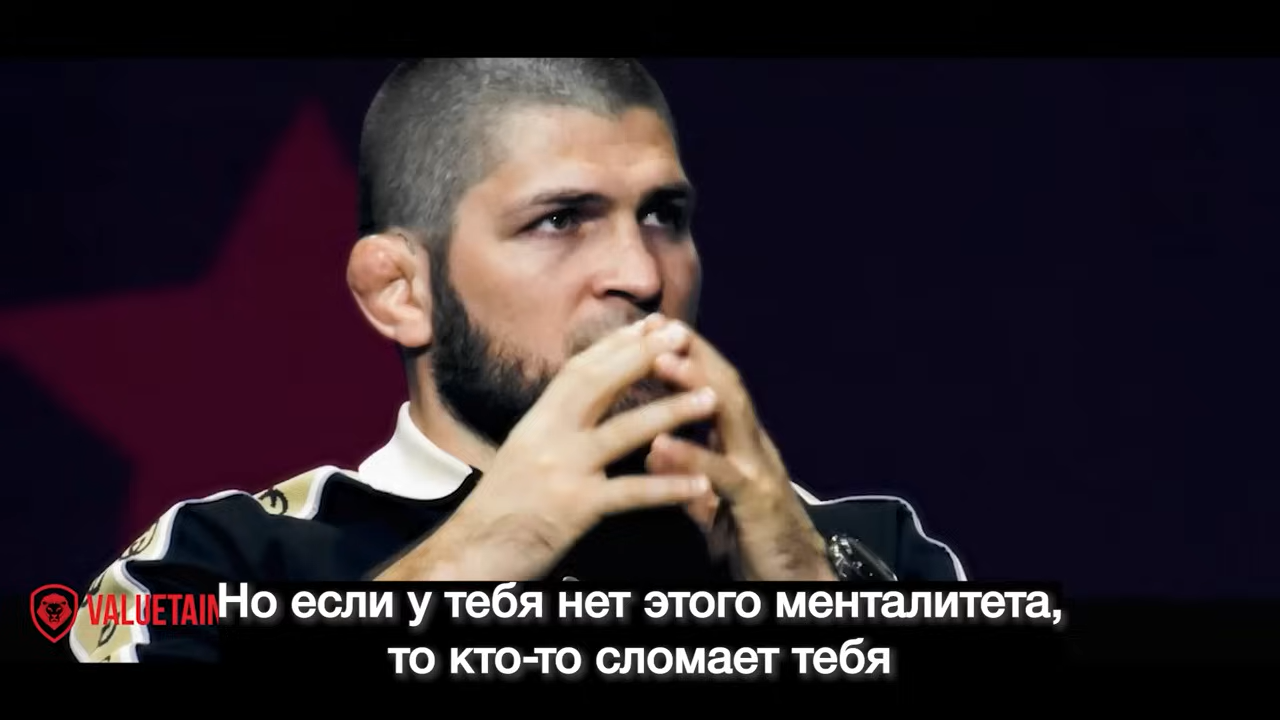 VALUETAIN
Но если у тебя нет этого менталитета,
то кто-то сломает тебя